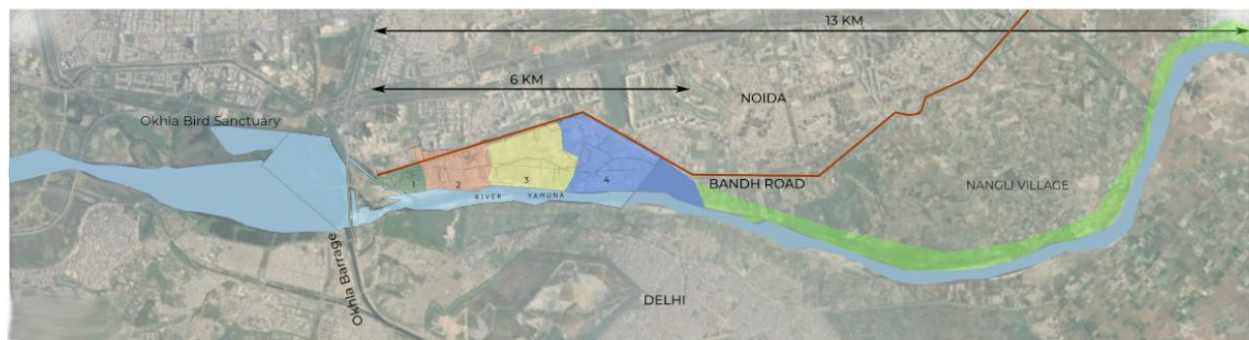 13 KM
6 KM
NOIDA
Okhla Bird Sanctuary
1
2
3
4
BANDH ROAD
NANGLI VILLAGE
RIVER YAMUNA
Okhla Barrage
DELHI